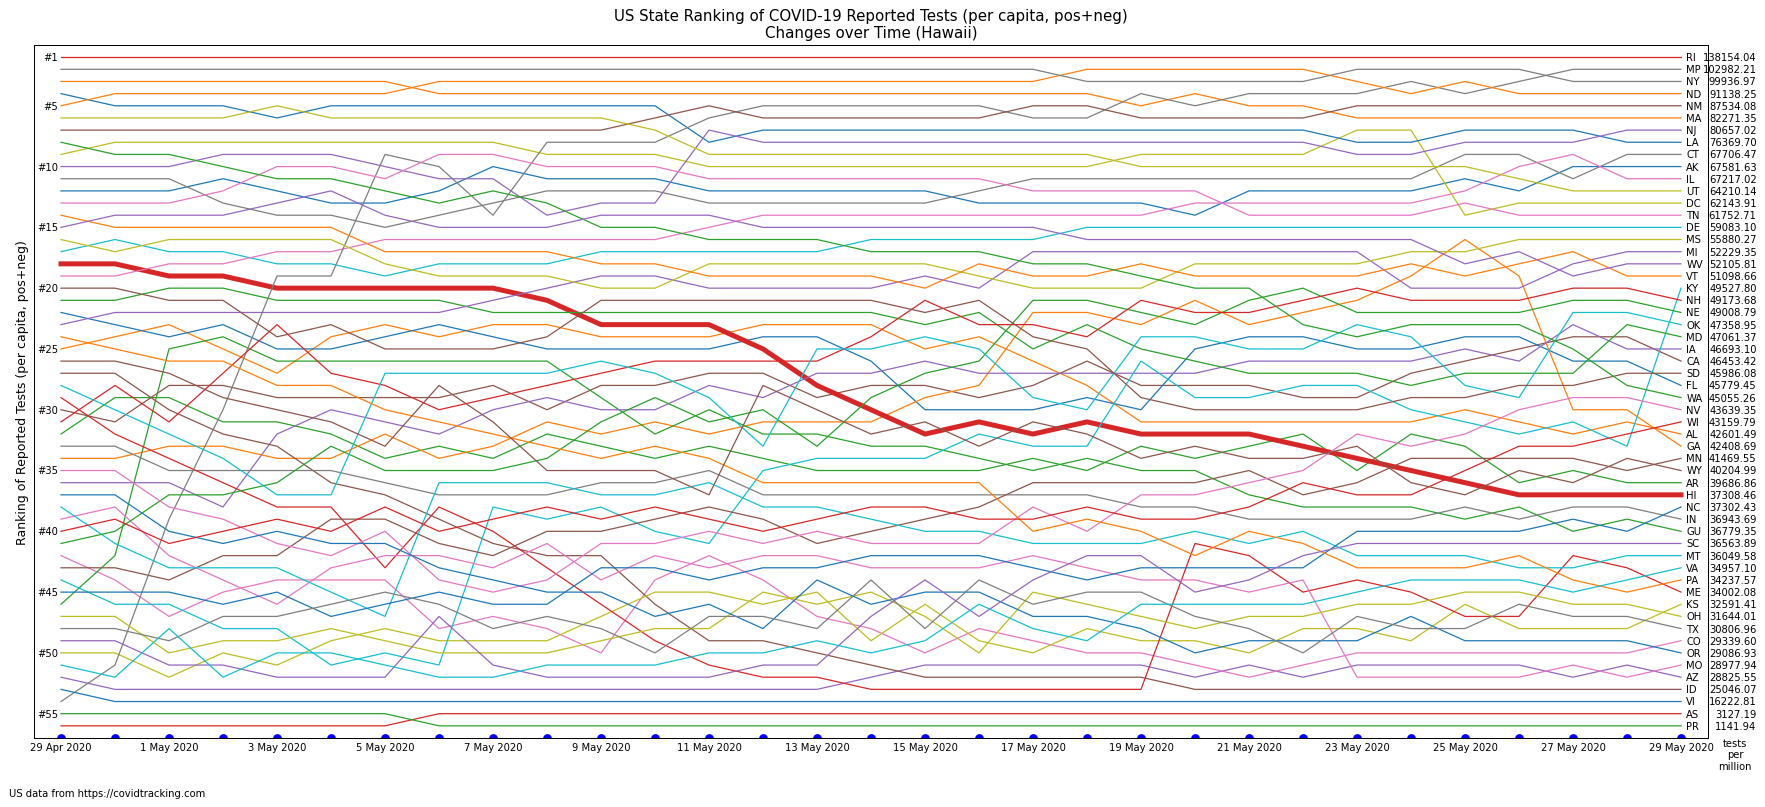 US State Ranking of COVID-19 Reported Tests (per capita, pos+neg)
Changes over Time (Hawaii)
Ranking of Reported Tests (per capita, pos+neg)
#1
#5
#10
#15
#20
#25
#30
#35
#40
#45
#50
#55
RI 138154.04
MP 102982.21
NY 99936.97
ND 91138.25
NM 87534.08
MA 82271.35
NJ 80657.02
LA 76369.70
CT 67706.47
AK 67581.63
IL 67217.02
UT 64210.14
DC 62143.91
TN 61752.71
DE 59083.10
MS 55880.27
MI 52229.35
WV 52105.81
VT 51098.66
KY 49527.80
NH 49173.68
NE 49008.79
OK 47358.95
MD 47061.37
IA 46693.10
CA 46453.42
SD 45986.08
FL 45779.45
WA 45055.26
NV 43639.35
WI 43159.79
AL 42601.49
GA 42408.69
MN 41469.55
WY 40204.99
AR 39686.86
HI 37308.46
NC 37302.43
IN 36943.69
GU 36779.35
SC 36563.89
MT 36049.58
VA 34957.10
PA 34237.57
ME 34002.08
KS 32591.41
OH 31644.01
TX 30806.96
CO 29339.60
OR 29086.93
MO 28977.94
AZ 28825.55
ID 25046.07
VI 16222.81
AS 3127.19
PR 1141.94
29 Apr 2020 1 May 2020 3 May 2020 5 May 2020 7 May 2020 9 May 2020 11 May 2020 13 May 2020 15 May 2020 17 May 2020 19 May 2020 21 May 2020 23 May 2020 25 May 2020 27 May 2020 29 May 2020
tests
per
million
US data from https://covidtracking.com